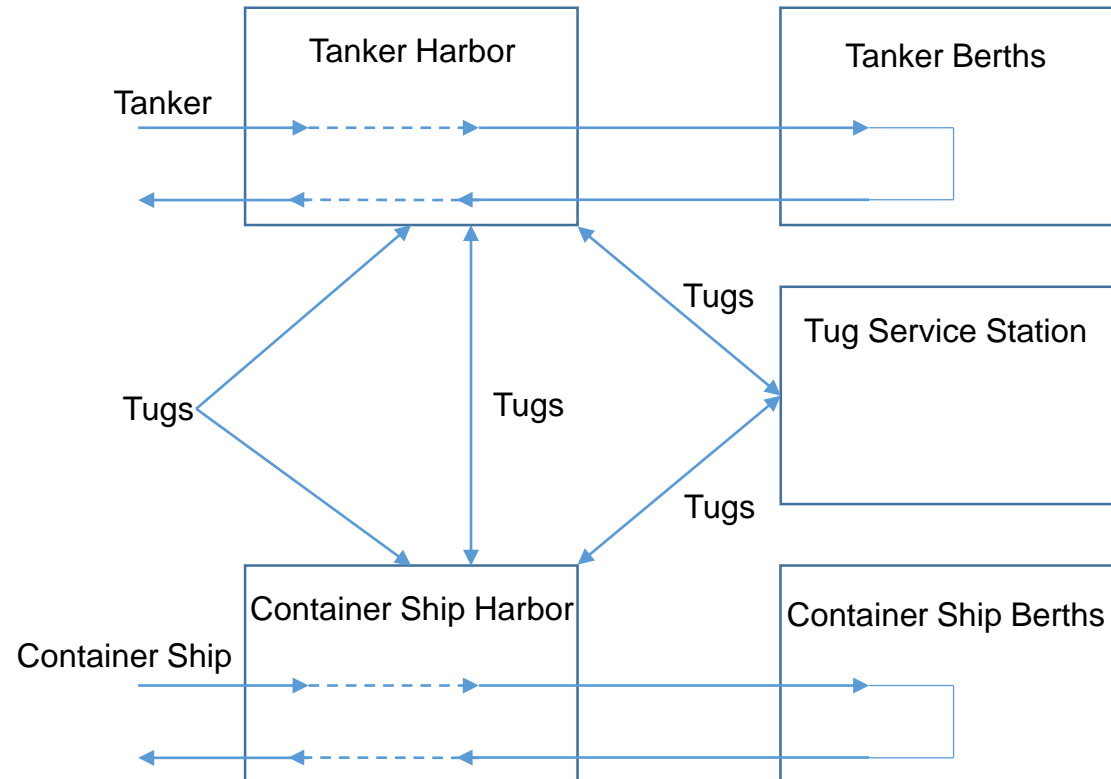 Tanker Harbor
Tanker Berths
Tanker
Tugs
Tug Service Station
Tugs
Tugs
Tugs
Container Ship Harbor
Container Ship Berths
Container Ship